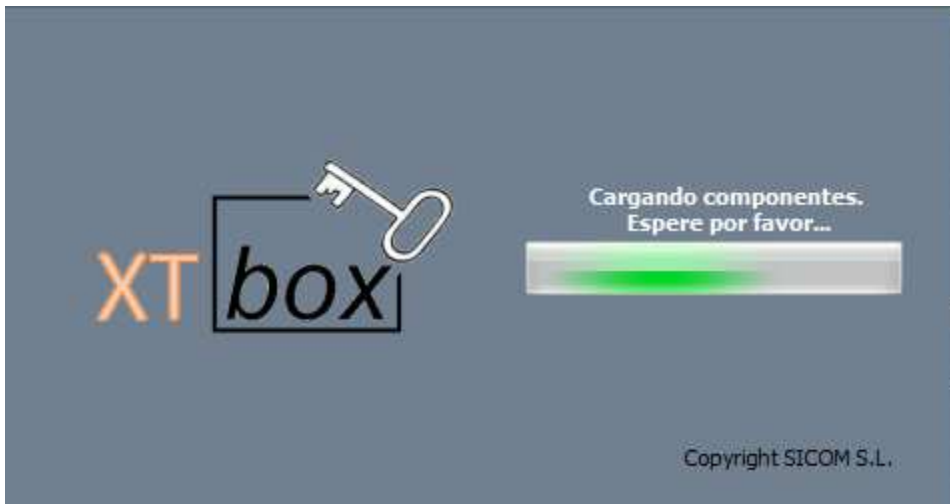 XT box
Cargando componentes.
Espere por favor...
Copyright SICOM S.L.